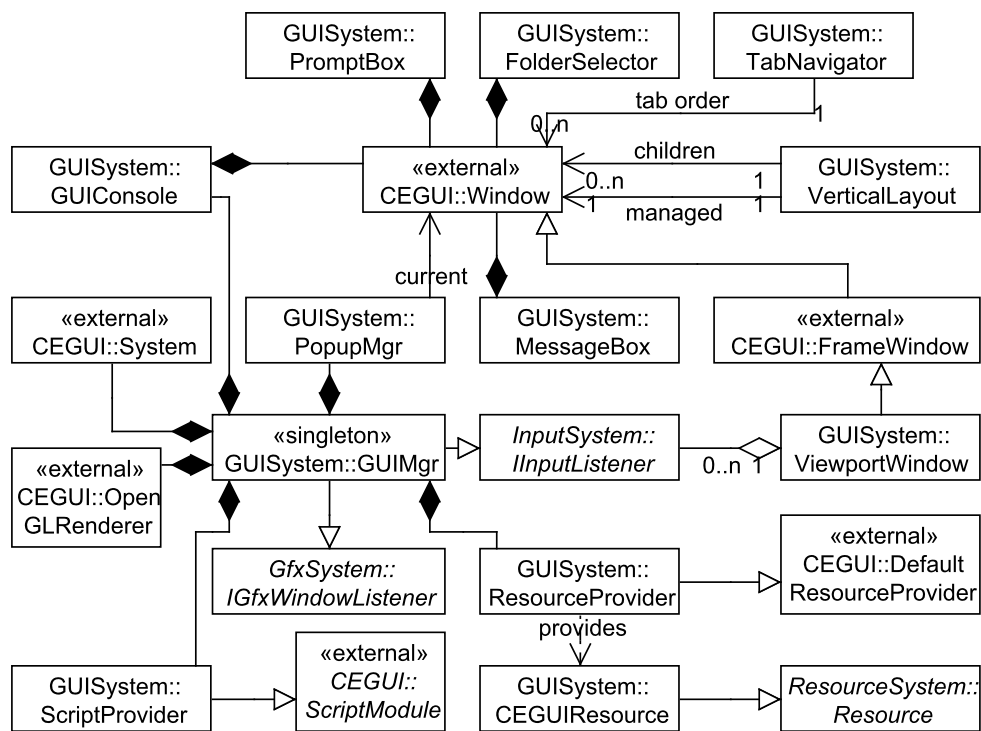 GUISystem::
PromptBox
GUISystem::
FolderSelector
GUISystem::
TabNavigator
tab order
0..n
1
GUISystem::
GUIConsole
«external»
CEGUI::Window
children
0..n
1
1
managed
1
GUISystem::
VerticalLayout
current
«external»
CEGUI::System
GUISystem::
PopupMgr
GUISystem::
MessageBox
«external»
CEGUI::FrameWindow
«singleton»
GUISystem::GUIMgr
InputSystem::
IInputListener
0..n
1
GUISystem::
ViewportWindow
«external»
CEGUI::Open
GLRenderer
GfxSystem::
IGfxWindowListener
GUISystem::
ResourceProvider
«external»
CEGUI::Default
ResourceProvider
provides
GUISystem::
ScriptProvider
«external»
CEGUI::
ScriptModule
GUISystem::
CEGUIResource
ResourceSystem::
Resource